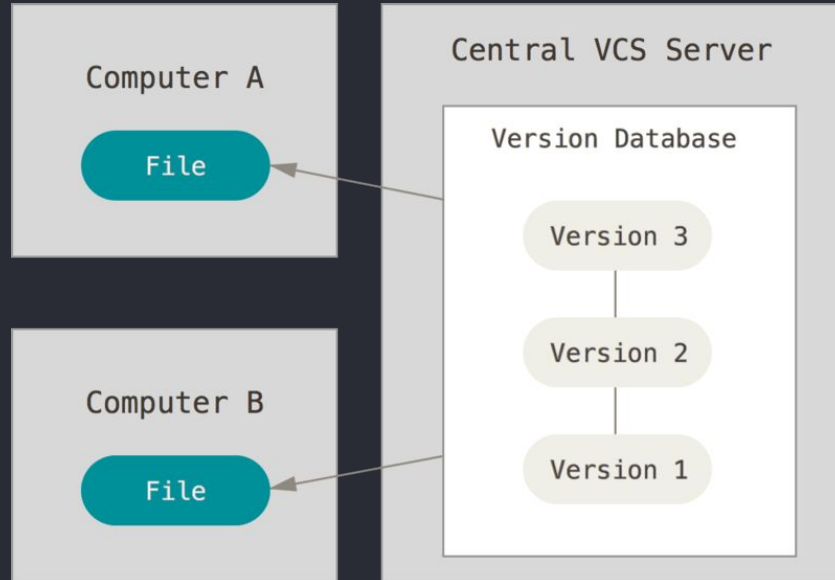 Computer A
File
Computer B
File
Central VCS Server
Version Database
Version 3
Version 2
Version 1